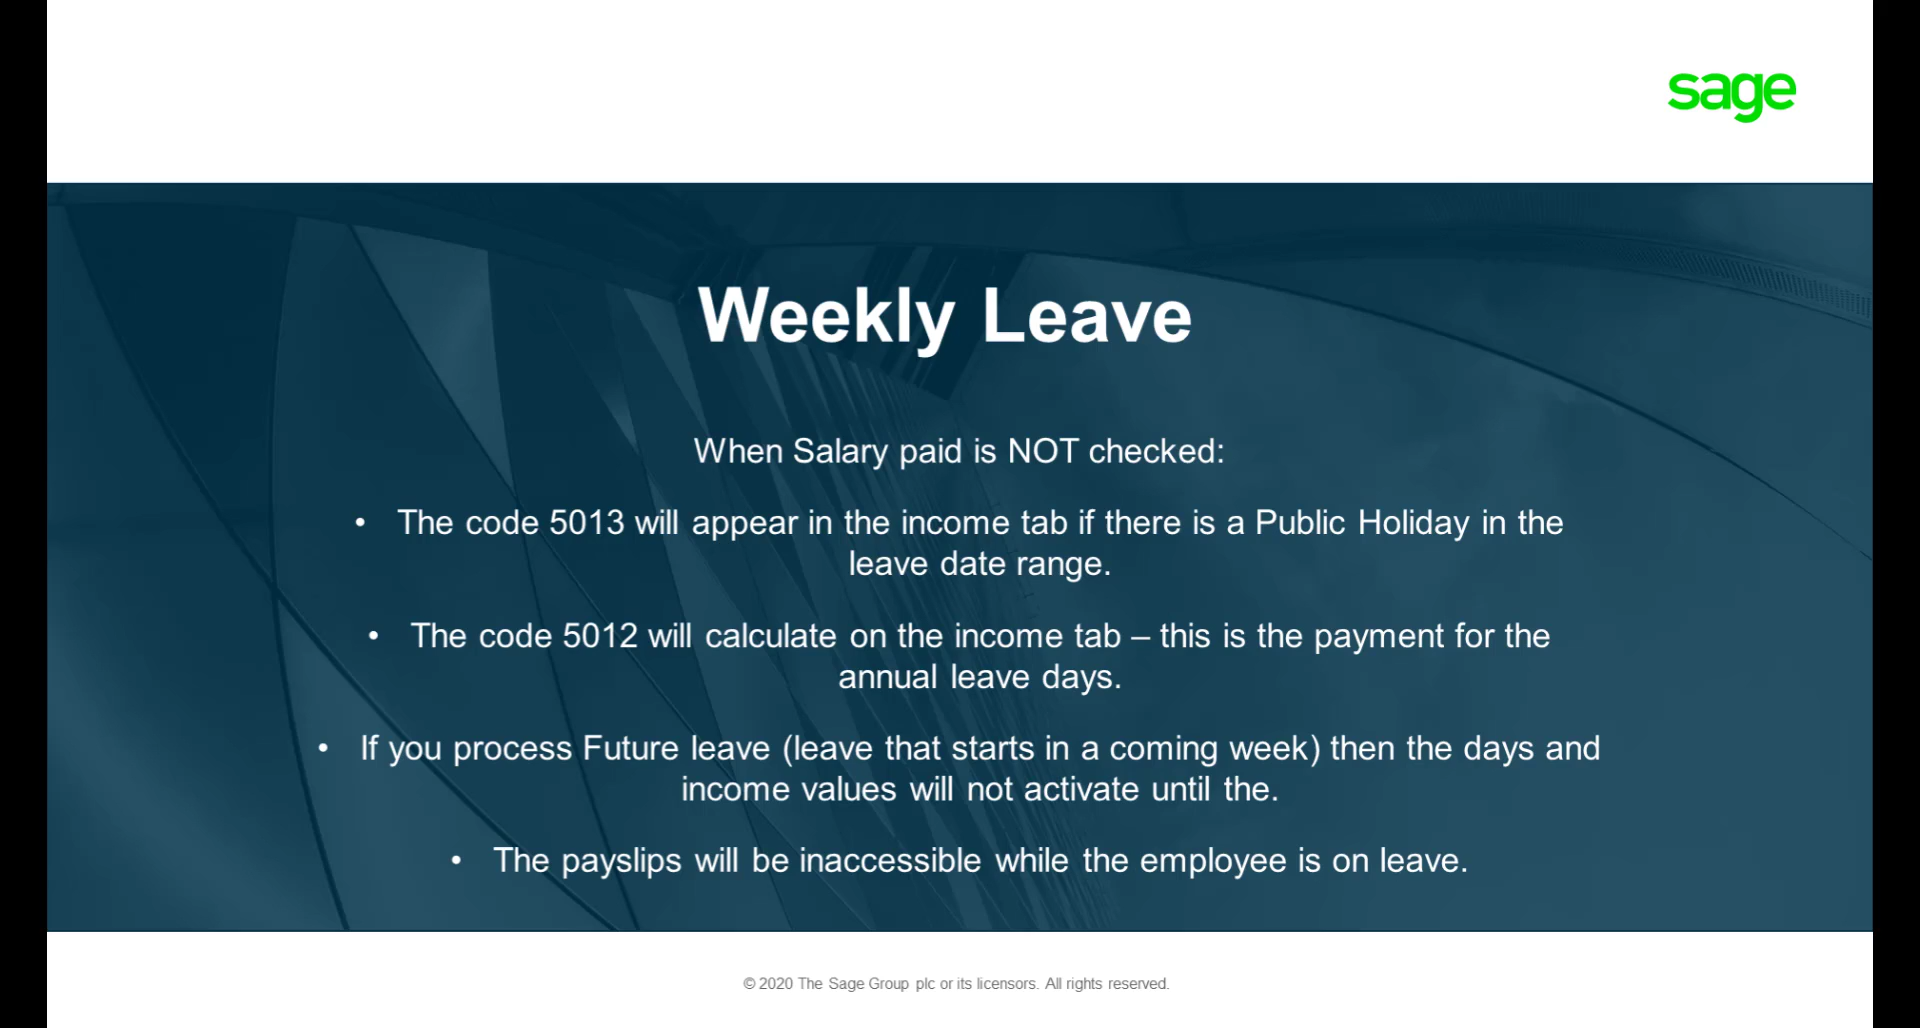 sage
Weekly Leave
When Salary paid is NOT checked:
• The code 5013 will appear in the income tab if there is a Public Holiday in the
leave date range.
• The code 5012 will calculate on the income tab – this is the payment for the
annual leave days.
• If you process Future leave (leave that starts in a coming week) then the days and
income values will not activate until the.
• The payslips will be inaccessible while the employee is on leave.
© 2020 The Sage Group plc or its licensors. All rights reserved.